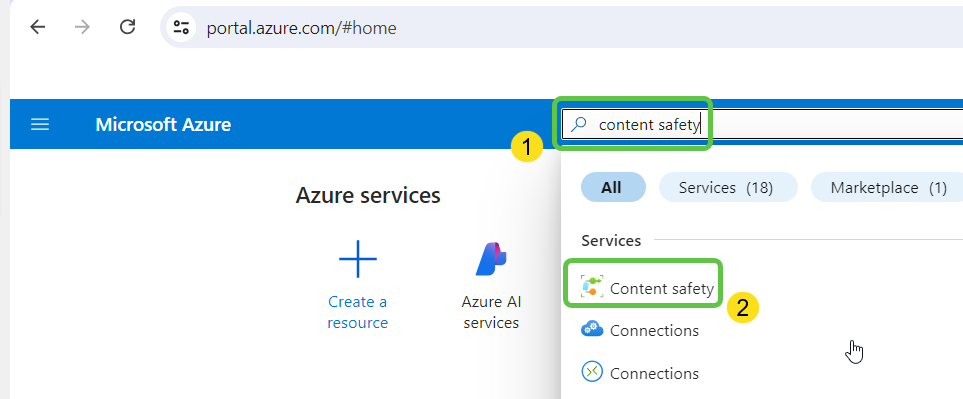 portal.azure.com/#home
Microsoft Azure
content safety
1
All Services (18) Marketplace (1)
Azure services
Services
Create a
resource
Azure AI
services
Content safety
2
Connections
Connections